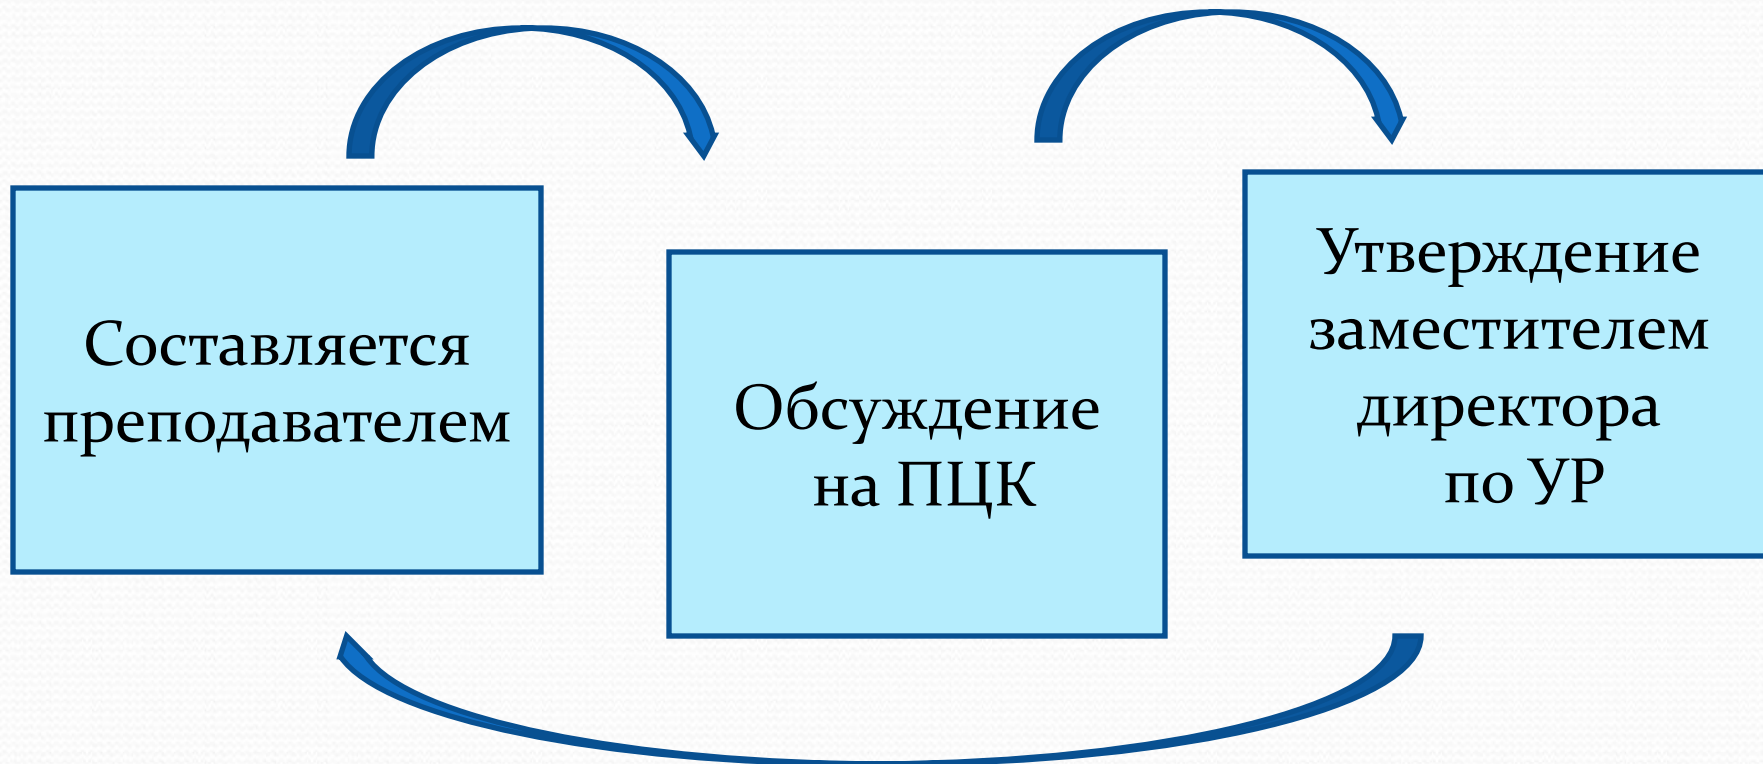 Составляется
преподавателем
Обсуждение
на ПЦК
Утверждение
заместителем
директора
по УР